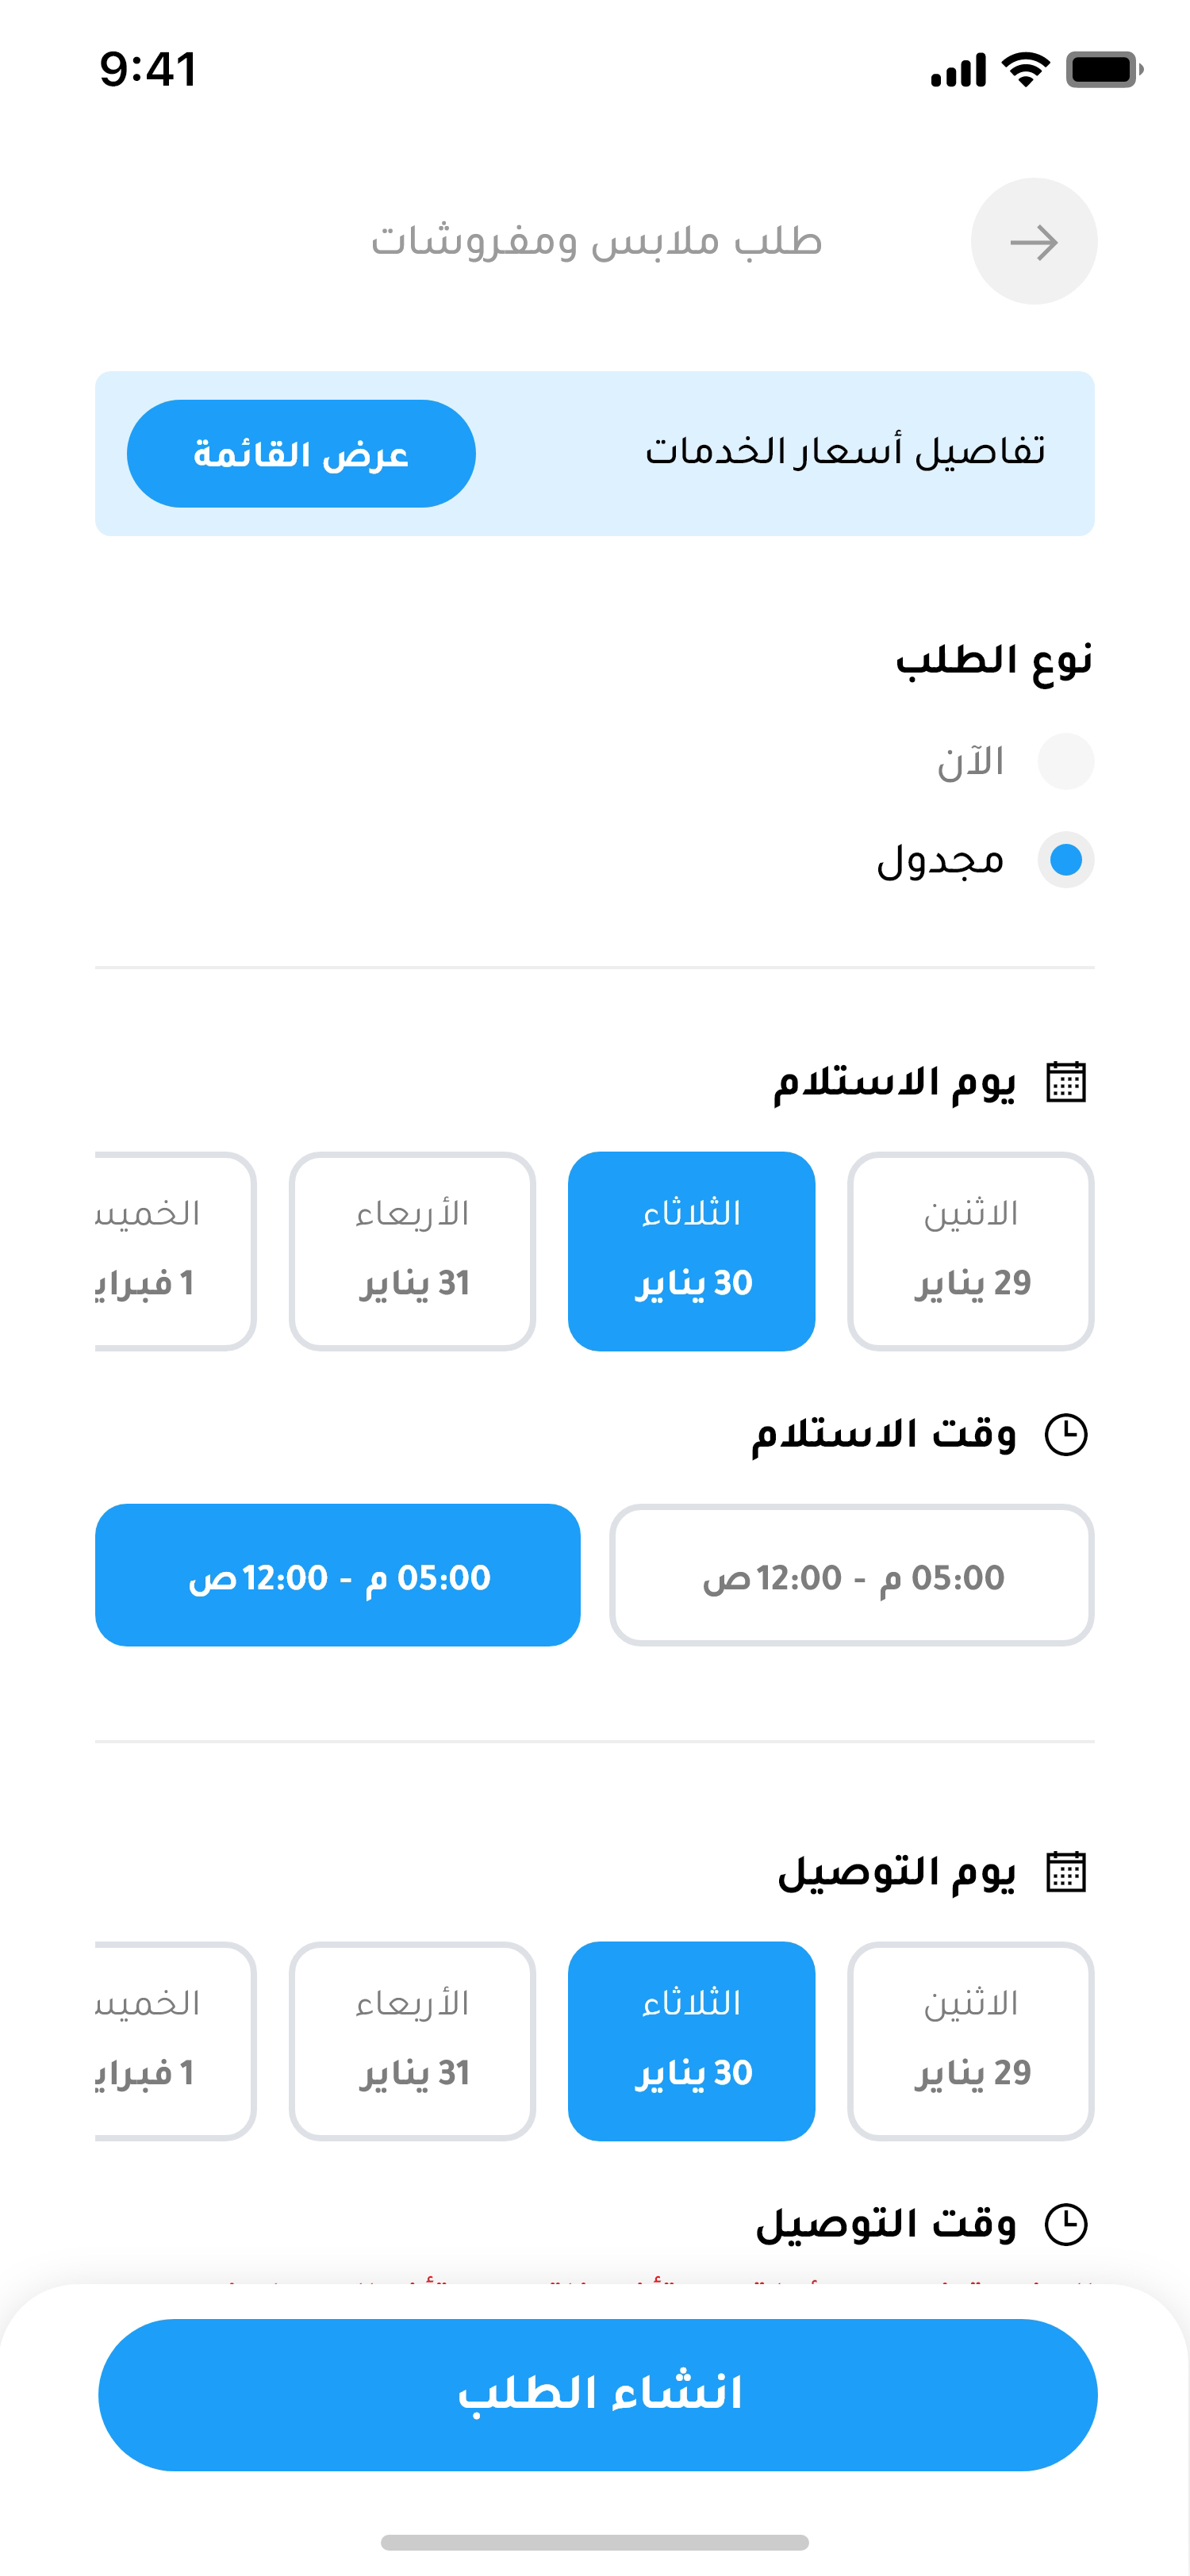 9:41
طلب ملابس ومفروشات
تفاصيل أسعار الخدمات
عرض القائمة
نوع الطلب
الآن
مجدول
يوم الاستلام
الاثنين
29 يناير
الثلاثاء
30 يناير
الأربعاء
31 يناير
الخميس
1 فبراير
وقت الاستلام
05:00 م - 12:00 ص
05:00 م - 12:00 ص
يوم التوصيل
الاثنين
29 يناير
الثلاثاء
30 يناير
الأربعاء
31 يناير
الخميس
1 فبراير
وقت التوصيل
انشاء الطلب